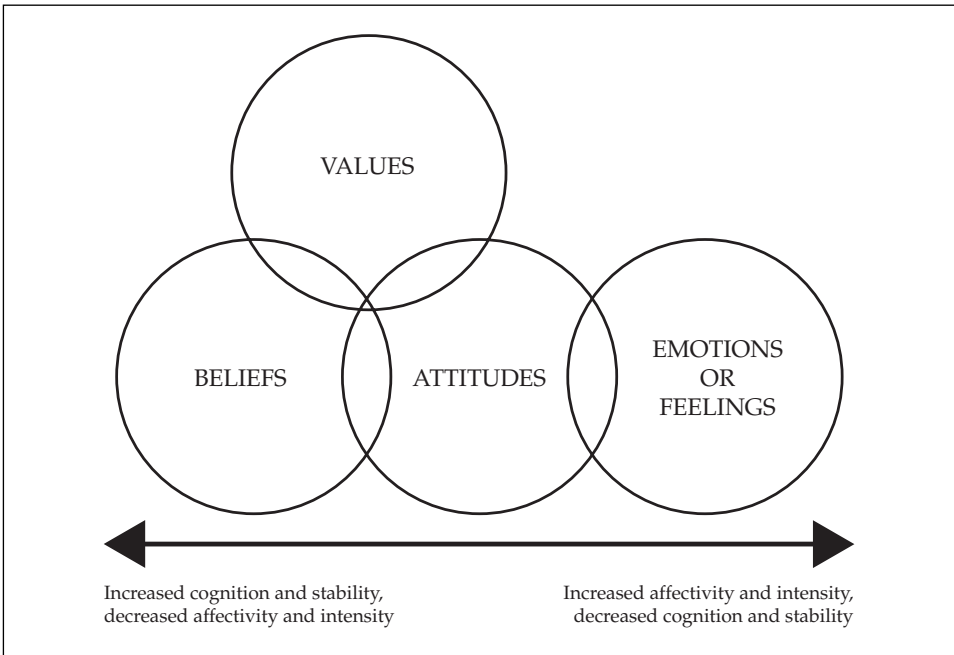 VALUES
BELIEFS
ATTITUDES
EMOTIONS
OR
FEELINGS
Increased cognition and stability,
decreased affectivity and intensity
Increased affectivity and intensity,
decreased cognition and stability